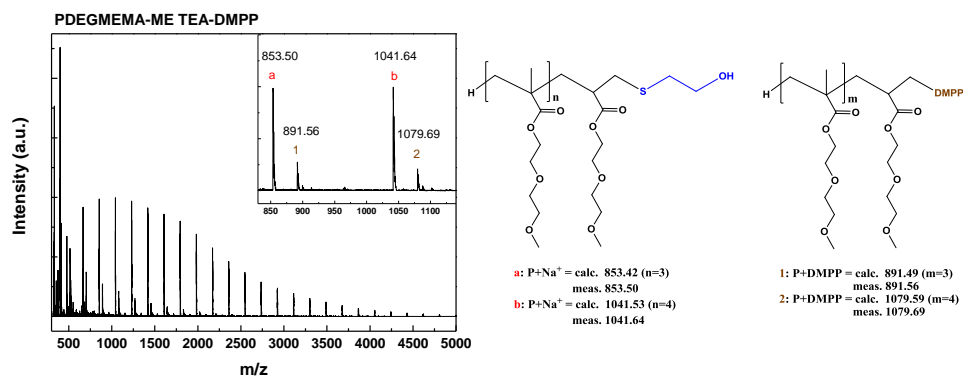 PDEGMEMA-ME TEA-DMPP
Intensity (a.u.)
m/z
500 1000 1500 2000 2500 3000 3500 4000 4500 5000
853.50
a
891.56
1
1041.64
b
1079.69
2
850 900 950 1000 1050 1100
H
n
O
O
O
O
O
O
O
O
S
OH
a: P+Na⁺ = calc. 853.42 (n=3)
meas. 853.50
b: P+Na⁺ = calc. 1041.53 (n=4)
meas. 1041.64
H
m
O
O
O
O
O
O
O
O
DMPP
1: P+DMPP = calc. 891.49 (m=3)
meas. 891.56
2: P+DMPP = calc. 1079.59 (m=4)
meas. 1079.69